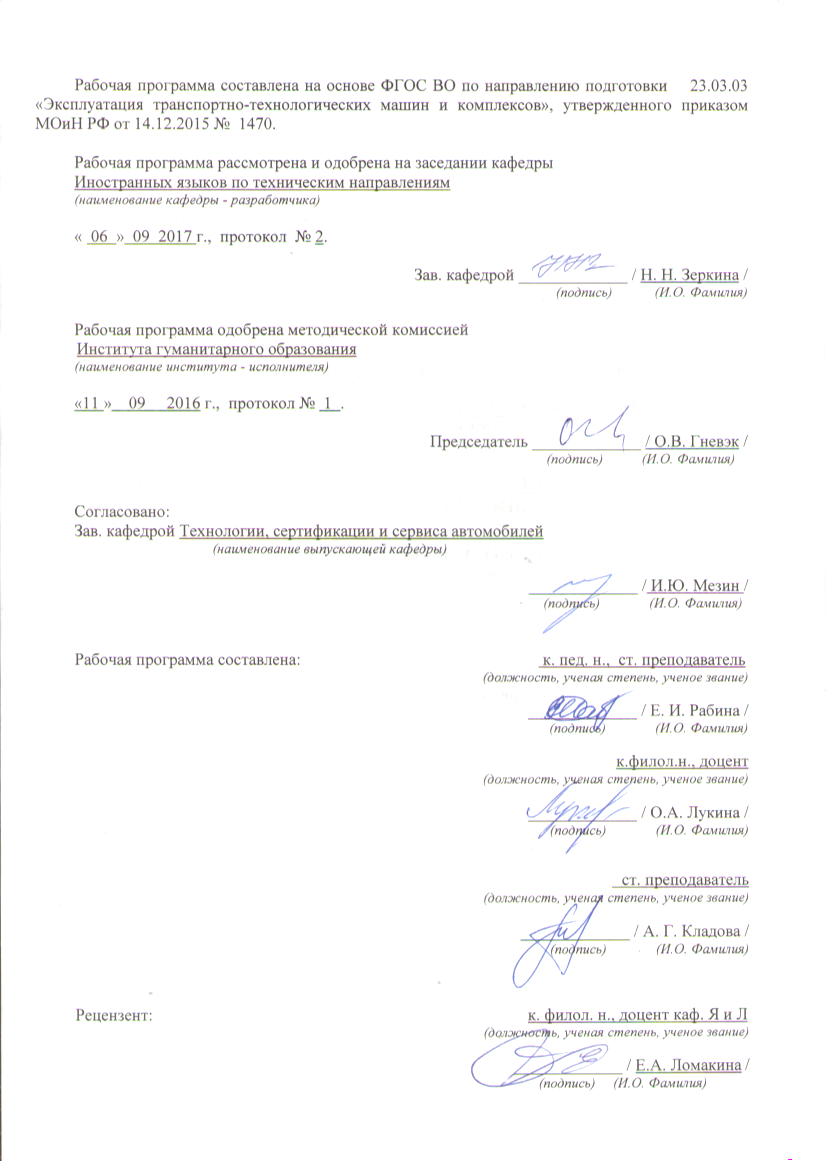 Рабочая программа составлена на основе ФГОС ВО по направлению подготовки 23.03.03
«Эксплуатация транспортно-технологических машин и комплексов», утвержденного приказом
МОиН РФ от 14.12.2015 № 1470.
Рабочая программа рассмотрена и одобрена на заседании кафедры
Иностранных языков по техническим направлениям
(наименование кафедры - разработчика)
« 06 » 09 2017 г., протокол № 2.
Зав. кафедрой ____________ / Н. Н. Зеркина /
(подпись) (И.О. Фамилия)
Рабочая программа одобрена методической комиссией
Института гуманитарного образования
(наименование института - исполнителя)
«11 » 09 2016 г., протокол № 1 .
Председатель ____________ / О.В. Гневэк /
(подпись) (И.О. Фамилия)
Согласовано:
Зав. кафедрой Технологии, сертификации и сервиса автомобилей
(наименование выпускающей кафедры)
____________ / И.Ю. Мезин /
(подпись) (И.О. Фамилия)
Рабочая программа составлена: к. пед. н., ст. преподаватель
(должность, ученая степень, ученое звание)
____________ / Е. И. Рабина /
(подпись) (И.О. Фамилия)
к.филол.н., доцент
(должность, ученая степень, ученое звание)
____________ / О.А. Лукина /
(подпись) (И.О. Фамилия)
ст. преподаватель
(должность, ученая степень, ученое звание)
____________ / А. Г. Кладова /
(подпись) (И.О. Фамилия)
Рецензент: к. филол. н., доцент каф. Я и Л
(должность, ученая степень, ученое звание)
____________ / Е.А. Ломакина /
(подпись) (И.О. Фамилия)